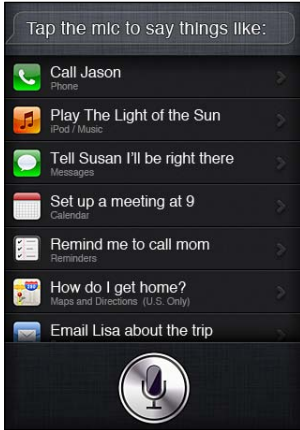 Tap the mic to say things like:
Call Jason
Phone
Play The Light of the Sun
iPod / Music
Tell Susan I'll be right there
Messages
Set up a meeting at 9
Calendar
Remind me to call mom
Reminders
How do I get home?
Maps and Directions (U.S. Only)
Email Lisa about the trip